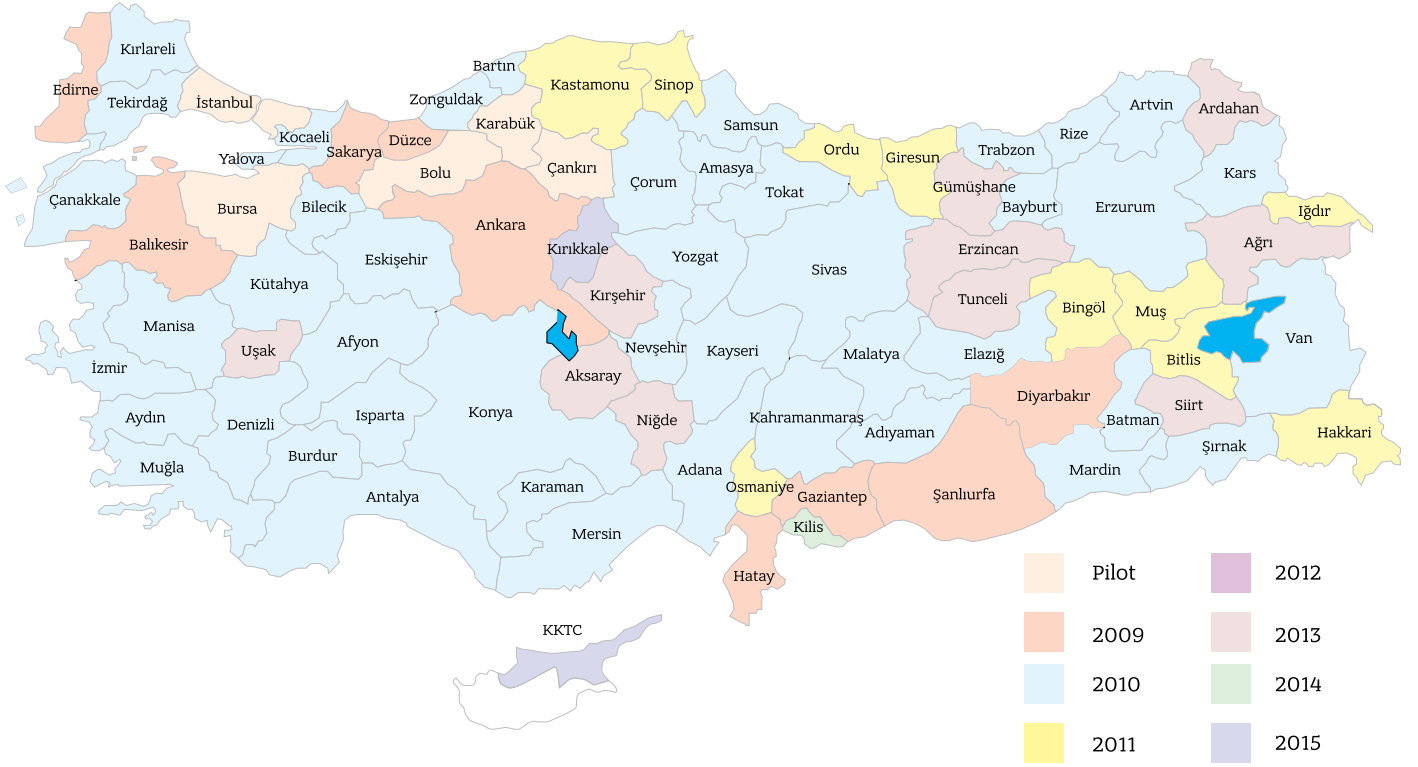 Kırlareli
Edirne
Tekirdağ
İstanbul
Kocaeli
Yalova
Sakarya
Düzce
Zonguldak
Bartın
Karabük
Kastamonu
Sinop
Bolu
Çankırı
Samsun
Çorum
Amasya
Tokat
Ordu
Giresun
Gümüşhane
Trabzon
Bayburt
Rize
Artvin
Ardahan
Kars
Iğdır
Ağrı
Erzurum
Erzincan
Tunceli
Çanakkale
Balıkesir
Bursa
Bilecik
Eskişehir
Kütahya
Ankara
Kırıkkale
Kırşehir
Yozgat
Sivas
Manisa
Uşak
Afyon
İzmir
Aydın
Denizli
Isparta
Burdur
Muğla
Antalya
Konya
Aksaray
Nevşehir
Niğde
Kayseri
Malatya
Elazığ
Bingöl
Muş
Bitlis
Van
Siirt
Batman
Diyarbakır
Hakkari
Şırnak
Mardin
Şanlıurfa
Adıyaman
Kahramanmaraş
Adana
Osmaniye
Gaziantep
Kilis
Hatay
Karaman
Mersin
KKTC
Pilot
2009
2010
2011
2012
2013
2014
2015